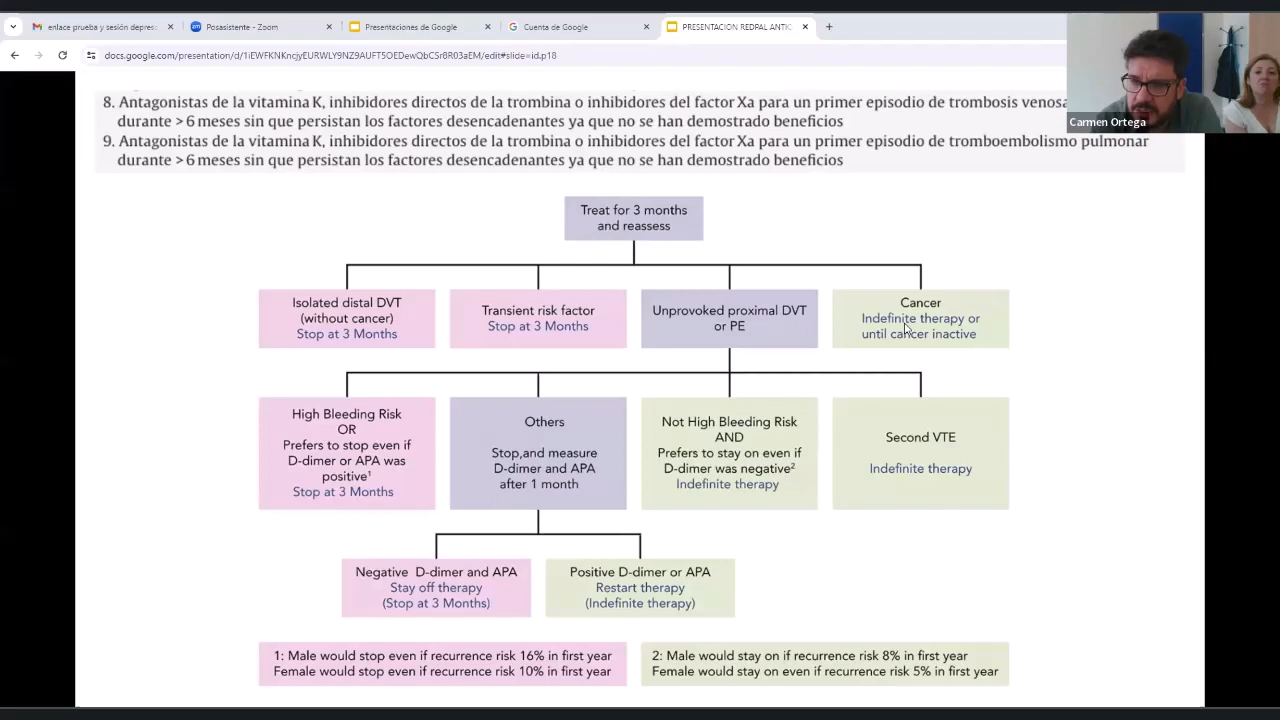 enlace prueba y sesión depres
Posasistente - Zoom
Presentaciones de Google
Cuenta de Google
PRESENTACION REDPAL ANTIC
docs.google.com/presentation/d/1iEWFKNKncjyEURWLY9NZ9AUFT5OEDewQbCSr8R03aEM/edit#slide=id.p18
Carmen Ortega
8. Antagonistas de la vitamina K, inhibidores directos de la trombina o inhibidores del factor Xa para un primer episodio de trombosis venosa
durante > 6 meses sin que persistan los factores desencadenantes ya que no se han demostrado beneficios
9. Antagonistas de la vitamina K, inhibidores directos de la trombina o inhibidores del factor Xa para un primer episodio de tromboembolismo pulmonar
durante > 6 meses sin que persistan los factores desencadenantes ya que no se han demostrado beneficios
Treat for 3 months
and reassess
Isolated distal DVT
(without cancer)
Stop at 3 Months
Transient risk factor
Stop at 3 Months
Unprovoked proximal DVT
or PE
Cancer
Indefinite therapy or
until cancer inactive
High Bleeding Risk
OR
Prefers to stop even if
D-dimer or APA was
positive1
Stop at 3 Months
Others
Stop,and measure
D-dimer and APA
after 1 month
Not High Bleeding Risk
AND
Prefers to stay on even if
D-dimer was negative2
Indefinite therapy
Second VTE
Indefinite therapy
Negative D-dimer and APA
Stay off therapy
(Stop at 3 Months)
Positive D-dimer or APA
Restart therapy
(Indefinite therapy)
1: Male would stop even if recurrence risk 16% in first year
Female would stop even if recurrence risk 10% in first year
2: Male would stay on if recurrence risk 8% in first year
Female would stay on even if recurrence risk 5% in first year